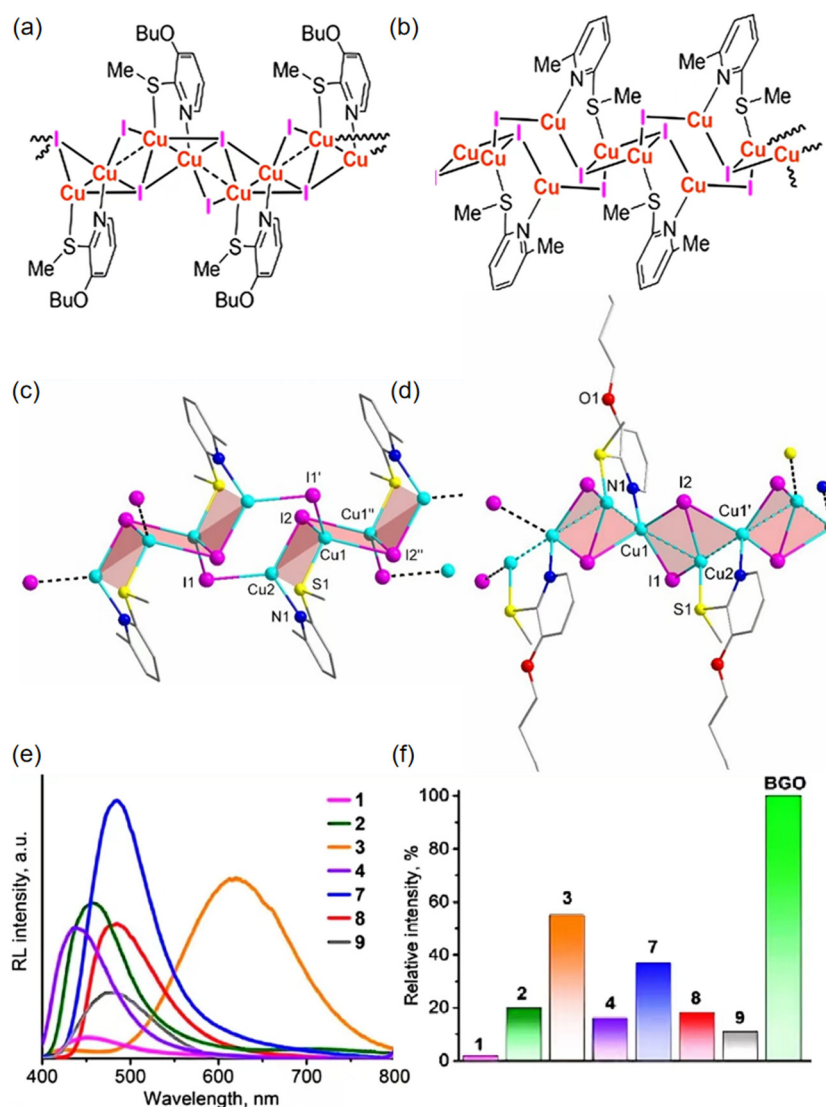 (a)
BuO
BuO
MeS
N
MeS
N
I
I
Cu
I
I
Cu
Cu
Cu
Cu
Cu
Cu
Cu
I
I
I
I
S
N
S
N
Me
Me
BuO
BuO
(b)
Me
N
S
Me
Me
N
S
Me
I
I
Cu
I
I
Cu
Cu
Cu
Cu
Cu
Cu
Cu
I
Cu
I
I
Cu
I
I
MeS
N
Me
MeS
N
Me
(c)
I1'
I2
Cu1"
Cu1
I2"
I1
Cu2
S1
N1
(d)
O1
N1
I2
Cu1'
Cu1
Cu2
I1
S1
(e)
RL intensity, a.u.
1
2
3
4
7
8
9
400 500 600 700 800
Wavelength, nm
(f)
Relative intensity, %
100
80
60
40
20
0
1
2
3
4
7
8
9
BGO